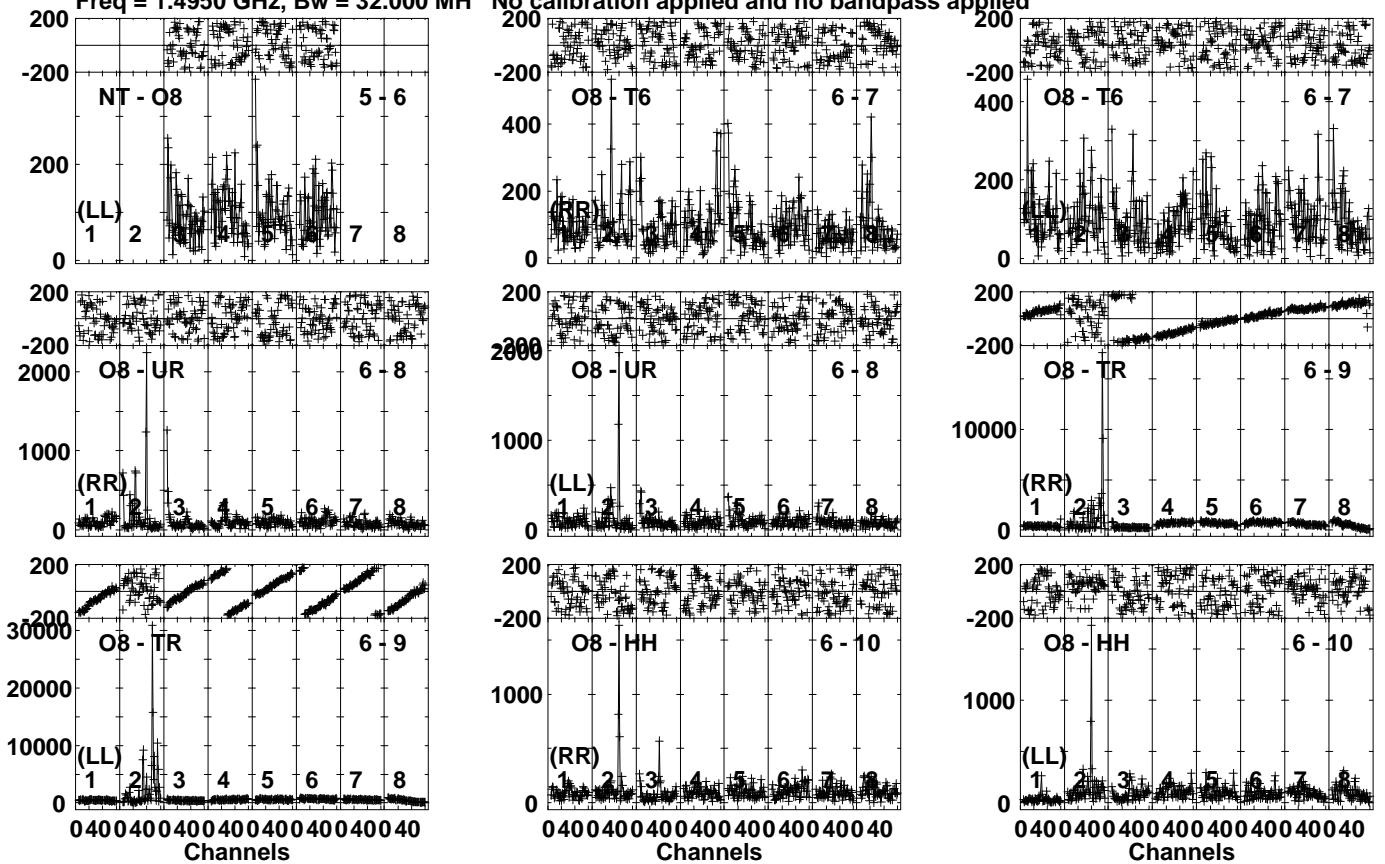 Freq = 1.4950 GHz, Bw = 32.000 MH No calibration applied and no bandpass applied
200
-200
NT - O8 5 - 6
200
0
(LL)
1 2 3 4 5 6 7 8
200
-200
O8 - T6 6 - 7
400
200
0
(RR)
1 2 3 4 5 6 7 8
200
-200
O8 - T6 6 - 7
400
200
0
(LL)
1 2 3 4 5 6 7 8
200
-200
O8 - UR 6 - 8
2000
1000
0
(RR)
1 2 3 4 5 6 7 8
200
-200
2000
O8 - UR 6 - 8
1000
0
(LL)
1 2 3 4 5 6 7 8
200
-200
O8 - TR 6 - 9
10000
0
(RR)
1 2 3 4 5 6 7 8
200
-200
30000
O8 - TR 6 - 9
20000
10000
0
(LL)
1 2 3 4 5 6 7 8
0 40 0 40 0 40 0 40 0 40 0 40 0 40 0 40
Channels
200
-200
O8 - HH 6 - 10
1000
0
(RR)
1 2 3 4 5 6 7 8
0 40 0 40 0 40 0 40 0 40 0 40 0 40 0 40
Channels
200
-200
O8 - HH 6 - 10
1000
0
(LL)
1 2 3 4 5 6 7 8
0 40 0 40 0 40 0 40 0 40 0 40 0 40 0 40
Channels